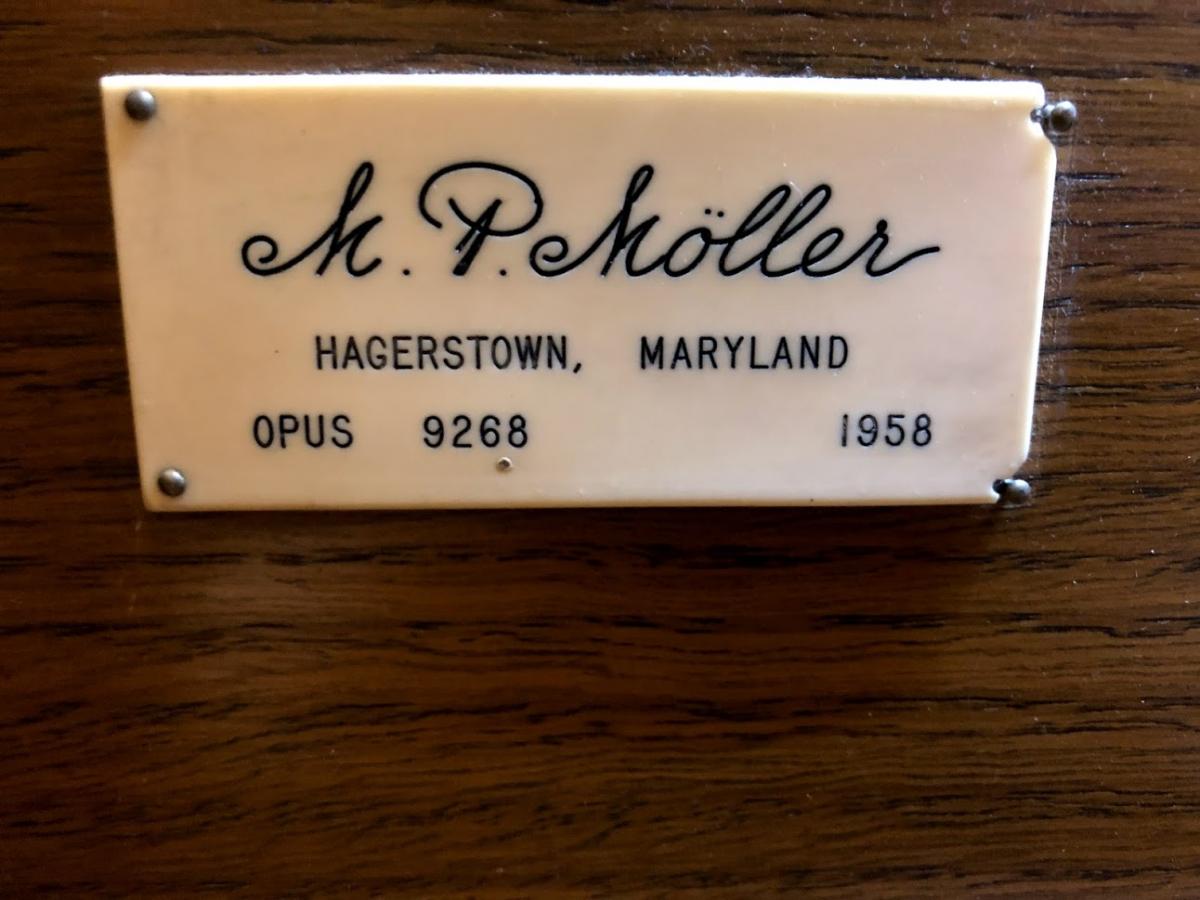 M. P. Möller
HAGERSTOWN, MARYLAND
OPUS 9268 1958